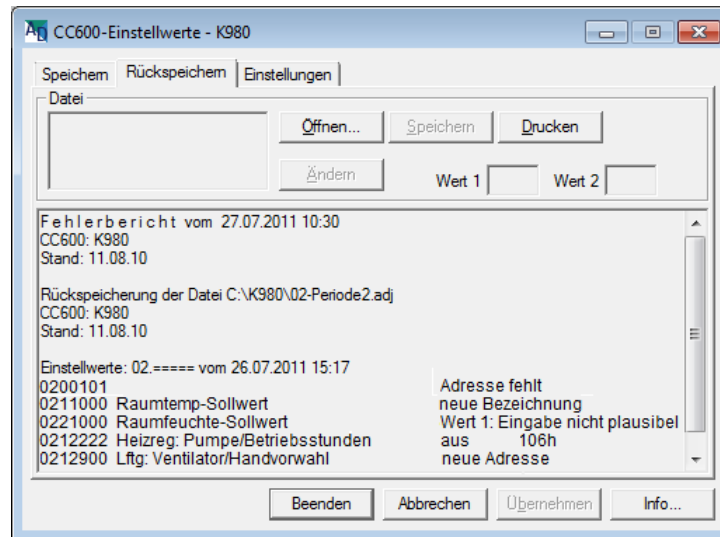 AD CC600-Einstellwerte - K980
Speichern Rückspeichern Einstellungen
Datei
Öffnen... Speichern Drucken
Ändern Wert 1 Wert 2
Fehlerbericht vom 27.07.2011 10:30
CC600: K980
Stand: 11.08.10
Rückspeicherung der Datei C:\K980\02-Periode2.adj
CC600: K980
Stand: 11.08.10
Einstellwerte: 02.===== vom 26.07.2011 15:17
0200101 Adresse fehlt
0211000 Raumtemp-Sollwert neue Bezeichnung
0221000 Raumfeuchte-Sollwert Wert 1: Eingabe nicht plausibel
0212222 Heizreg: Pumpe/Betriebsstunden aus 106h
0212900 Lftg: Ventilator/Handvorwahl neue Adresse
Beenden Abbrechen Übernehmen Info...